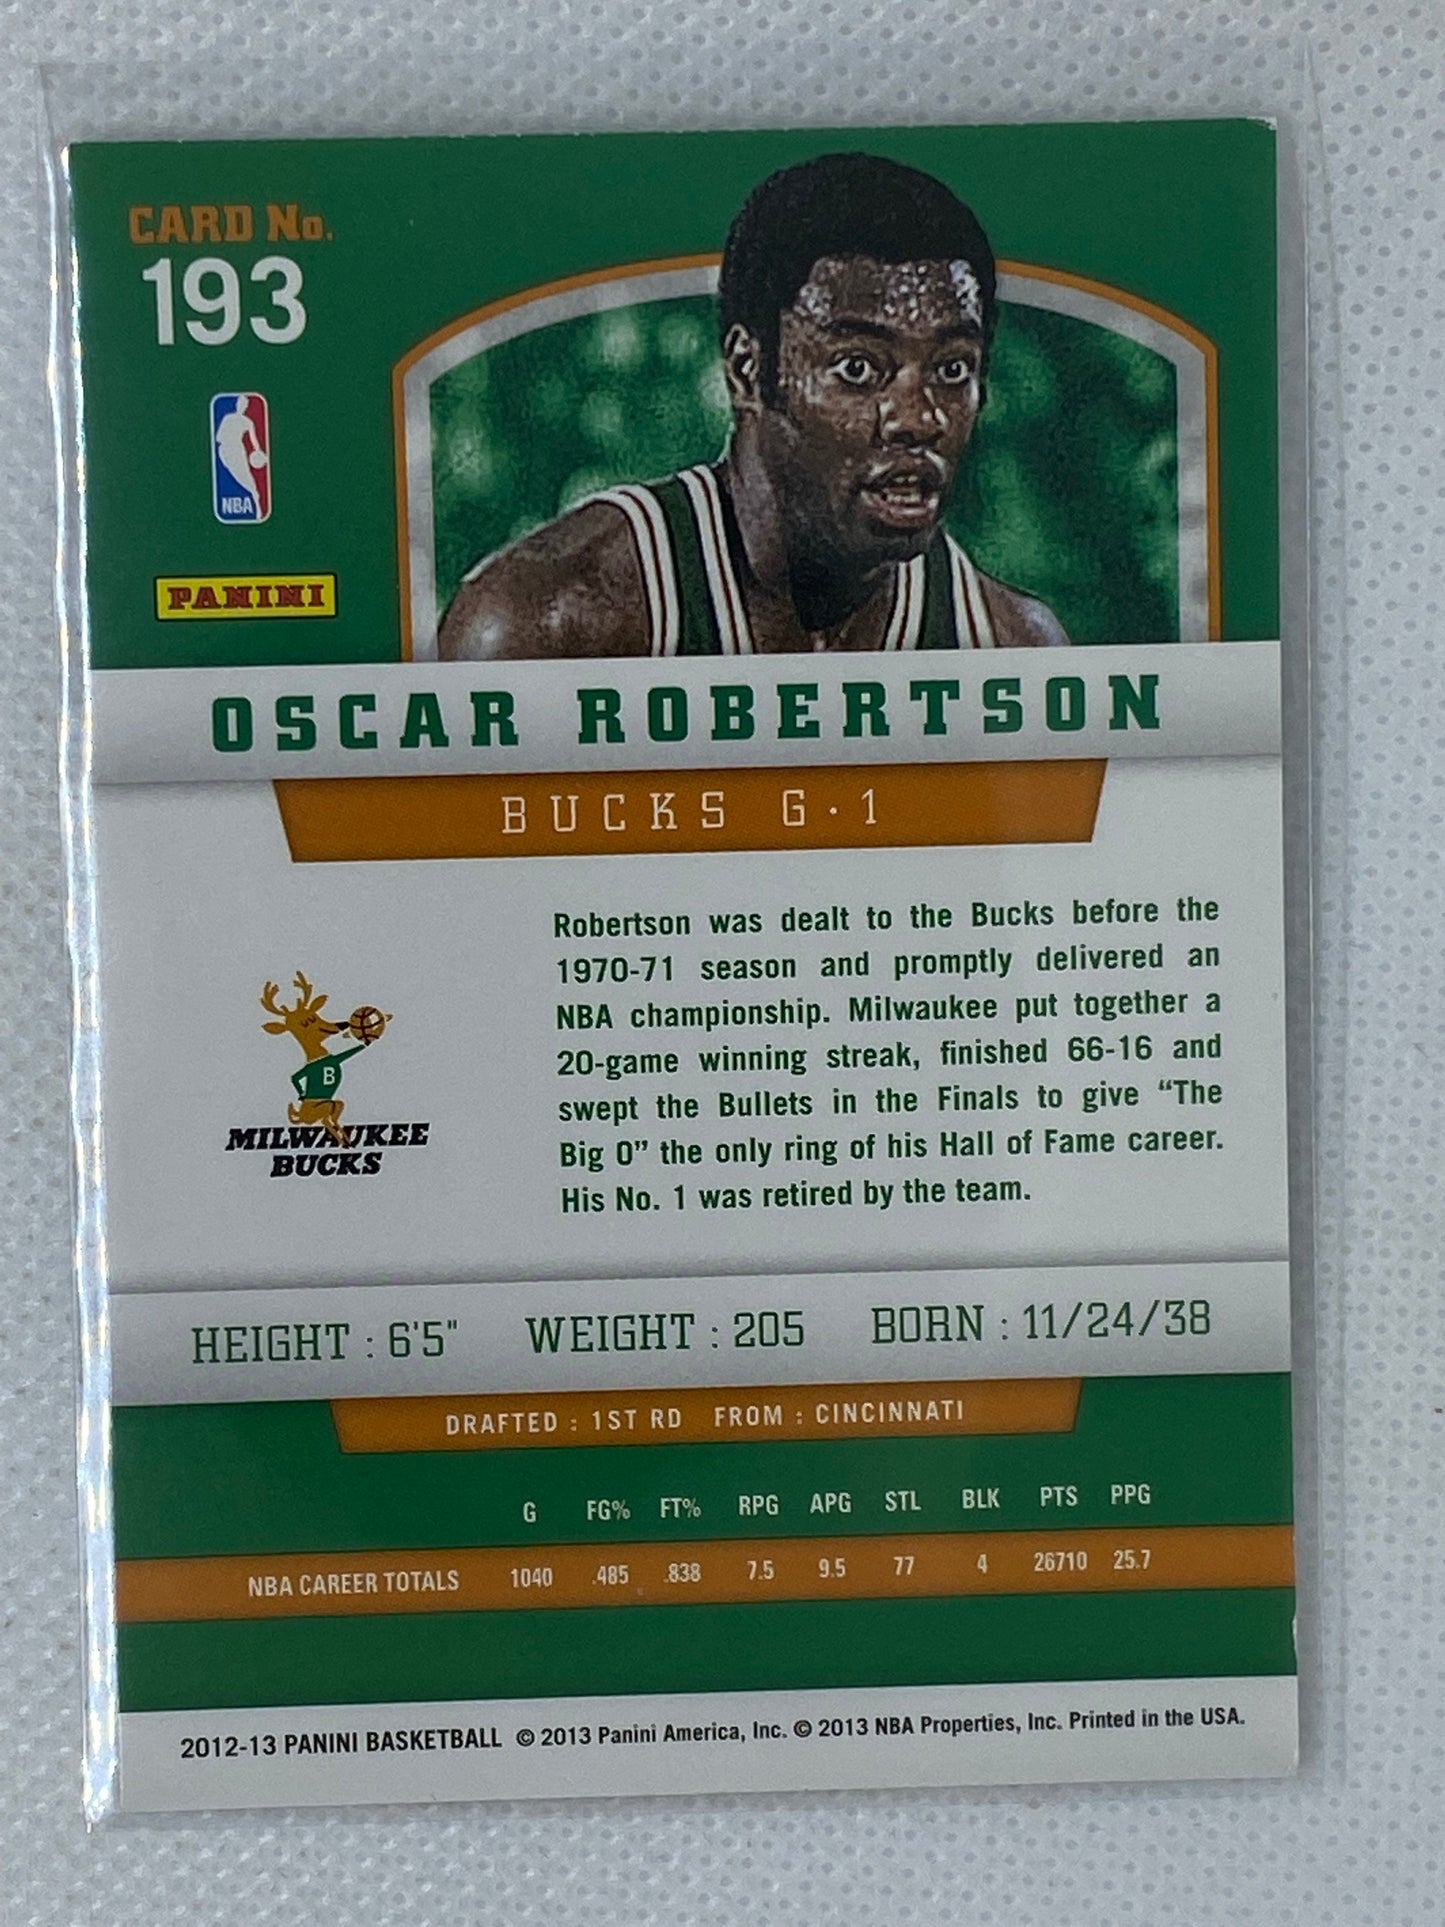 CARD No.
193
NBA
PANINI
OSCAR ROBERTSON
BUCKS G·1
Robertson was dealt to the Bucks before the
1970-71 season and promptly delivered an
NBA championship. Milwaukee put together a
20-game winning streak, finished 66-16 and
swept the Bullets in the Finals to give “The
Big O” the only ring of his Hall of Fame career.
His No. 1 was retired by the team.
B
MILWAUKEE
BUCKS
HEIGHT : 6'5" WEIGHT : 205 BORN : 11/24/38
DRAFTED : 1ST RD FROM : CINCINNATI
G FG% FT% RPG APG STL BLK PTS PPG
NBA CAREER TOTALS 1040 .485 .838 7.5 9.5 77 4 26710 25.7
2012-13 PANINI BASKETBALL © 2013 Panini America, Inc. © 2013 NBA Properties, Inc. Printed in the USA.